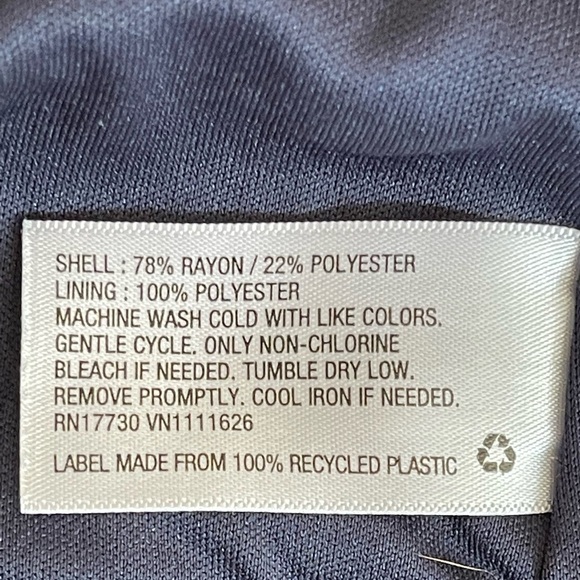 SHELL : 78% RAYON / 22% POLYESTER
LINING : 100% POLYESTER
MACHINE WASH COLD WITH LIKE COLORS.
GENTLE CYCLE. ONLY NON-CHLORINE
BLEACH IF NEEDED. TUMBLE DRY LOW.
REMOVE PROMPTLY. COOL IRON IF NEEDED.
RN17730 VN1111626
LABEL MADE FROM 100% RECYCLED PLASTIC